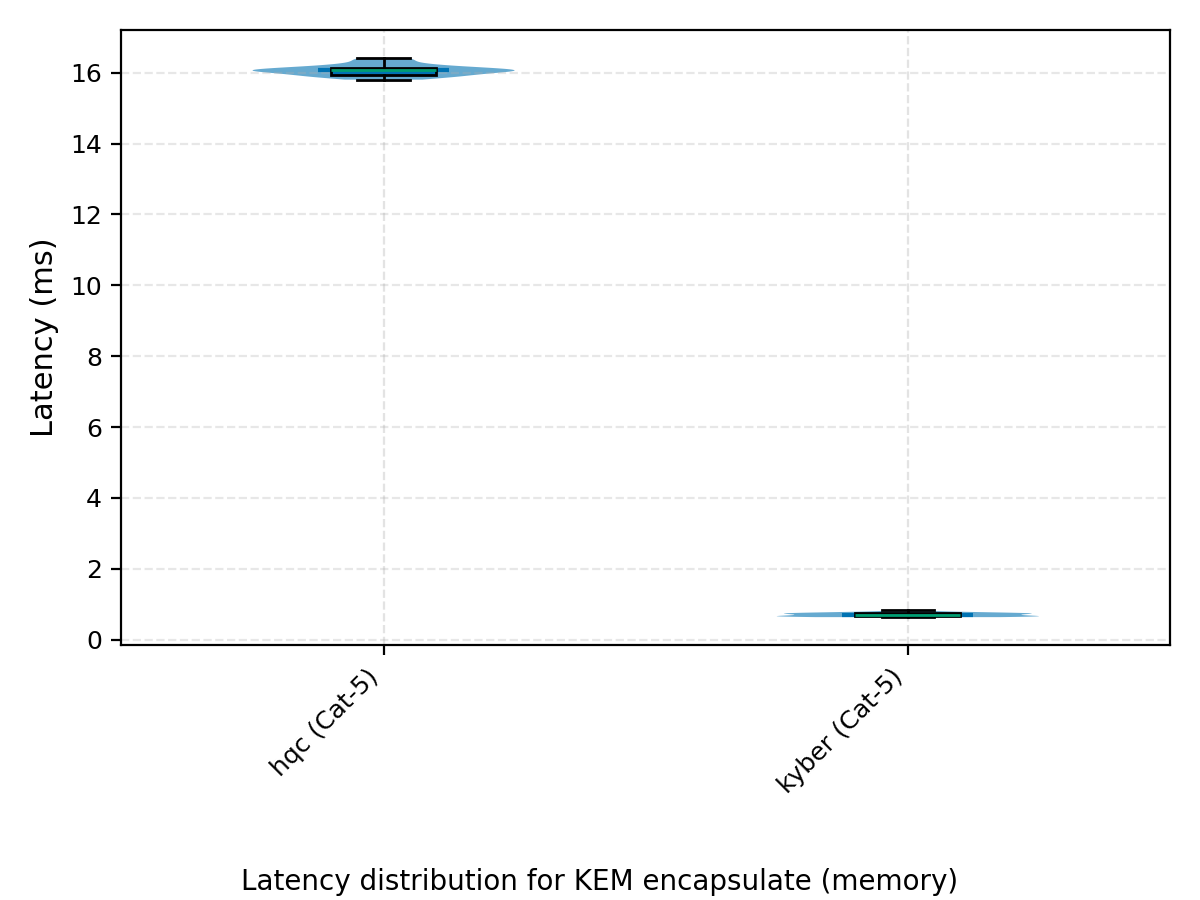 16
14
12
10
8
6
4
2
0
Latency (ms)
hqc (Cat-5)
kyber (Cat-5)
Latency distribution for KEM encapsulate (memory)